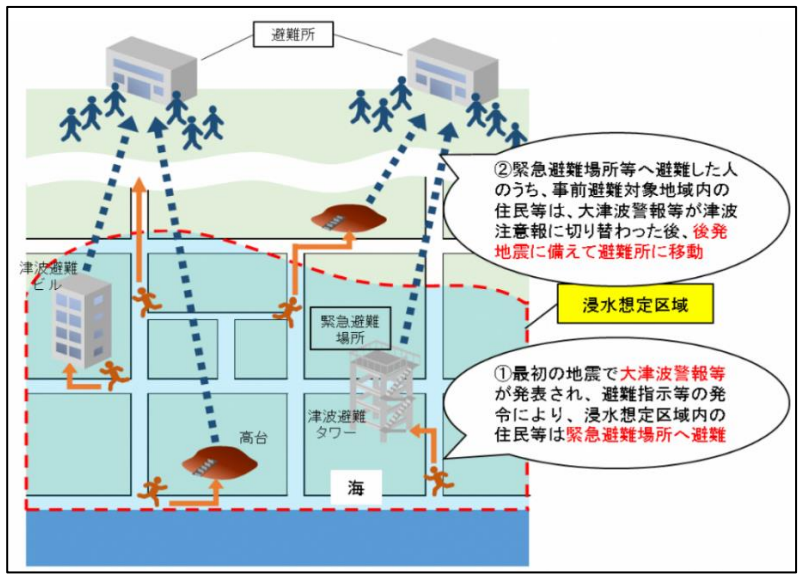 避難所
②緊急避難場所等へ避難した人
のうち、事前避難対象地域内の
住民等は、大津波警報等が津波
注意報に切り替わった後、後発
地震に備えて避難所に移動
津波避難
ビル
浸水想定区域
緊急避難
場所
①最初の地震で大津波警報等
が発表され、避難指示等の発
令により、浸水想定区域内の
住民等は緊急避難場所へ避難
津波避難
タワー
高台
海